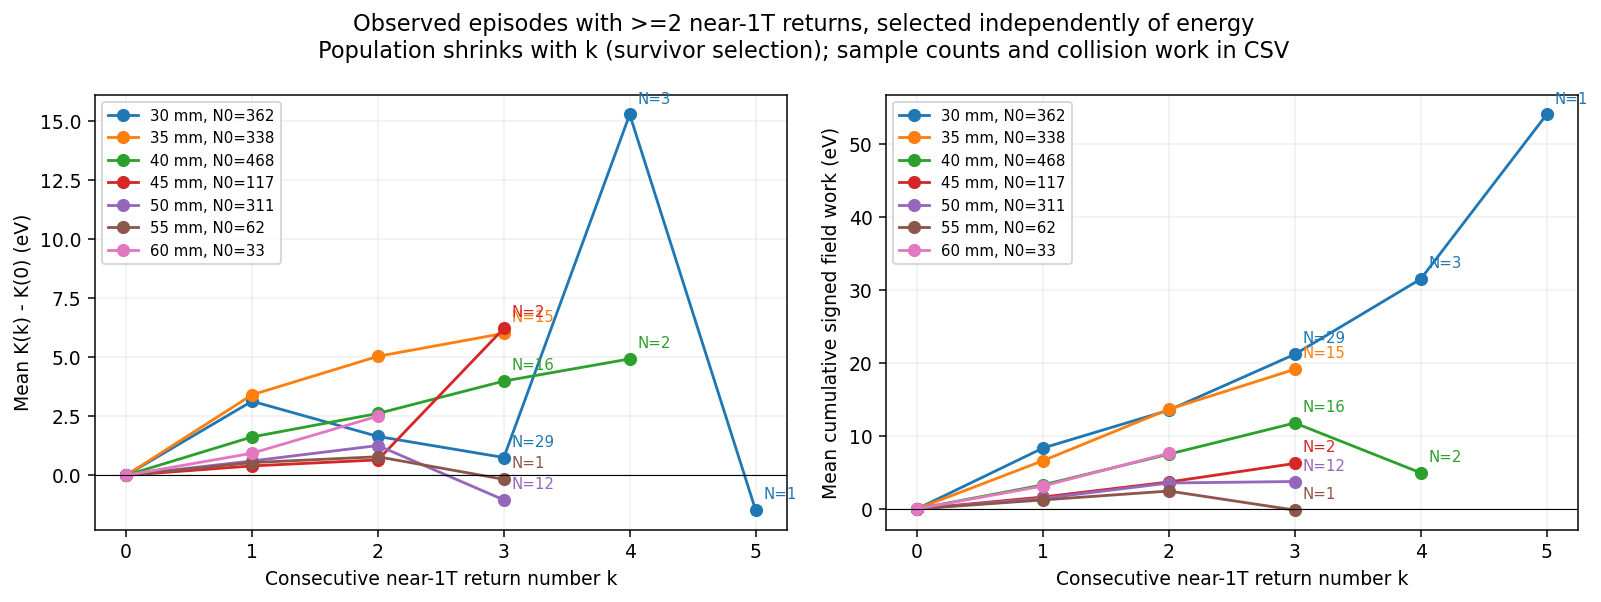 Observed episodes with >=2 near-1T returns, selected independently of energy
Population shrinks with k (survivor selection); sample counts and collision work in CSV
Mean K(k) - K(0) (eV)
15.0
12.5
10.0
7.5
5.0
2.5
0.0
30 mm, N0=362
35 mm, N0=338
40 mm, N0=468
45 mm, N0=117
50 mm, N0=311
55 mm, N0=62
60 mm, N0=33
N=3
N=2
N=15
N=2
N=16
N=29
N=1
N=12
N=1
0 1 2 3 4 5
Consecutive near-1T return number k
Mean cumulative signed field work (eV)
50
40
30
20
10
0
30 mm, N0=362
35 mm, N0=338
40 mm, N0=468
45 mm, N0=117
50 mm, N0=311
55 mm, N0=62
60 mm, N0=33
N=1
N=3
N=29
N=15
N=16
N=2
N=2
N=12
N=1
0 1 2 3 4 5
Consecutive near-1T return number k